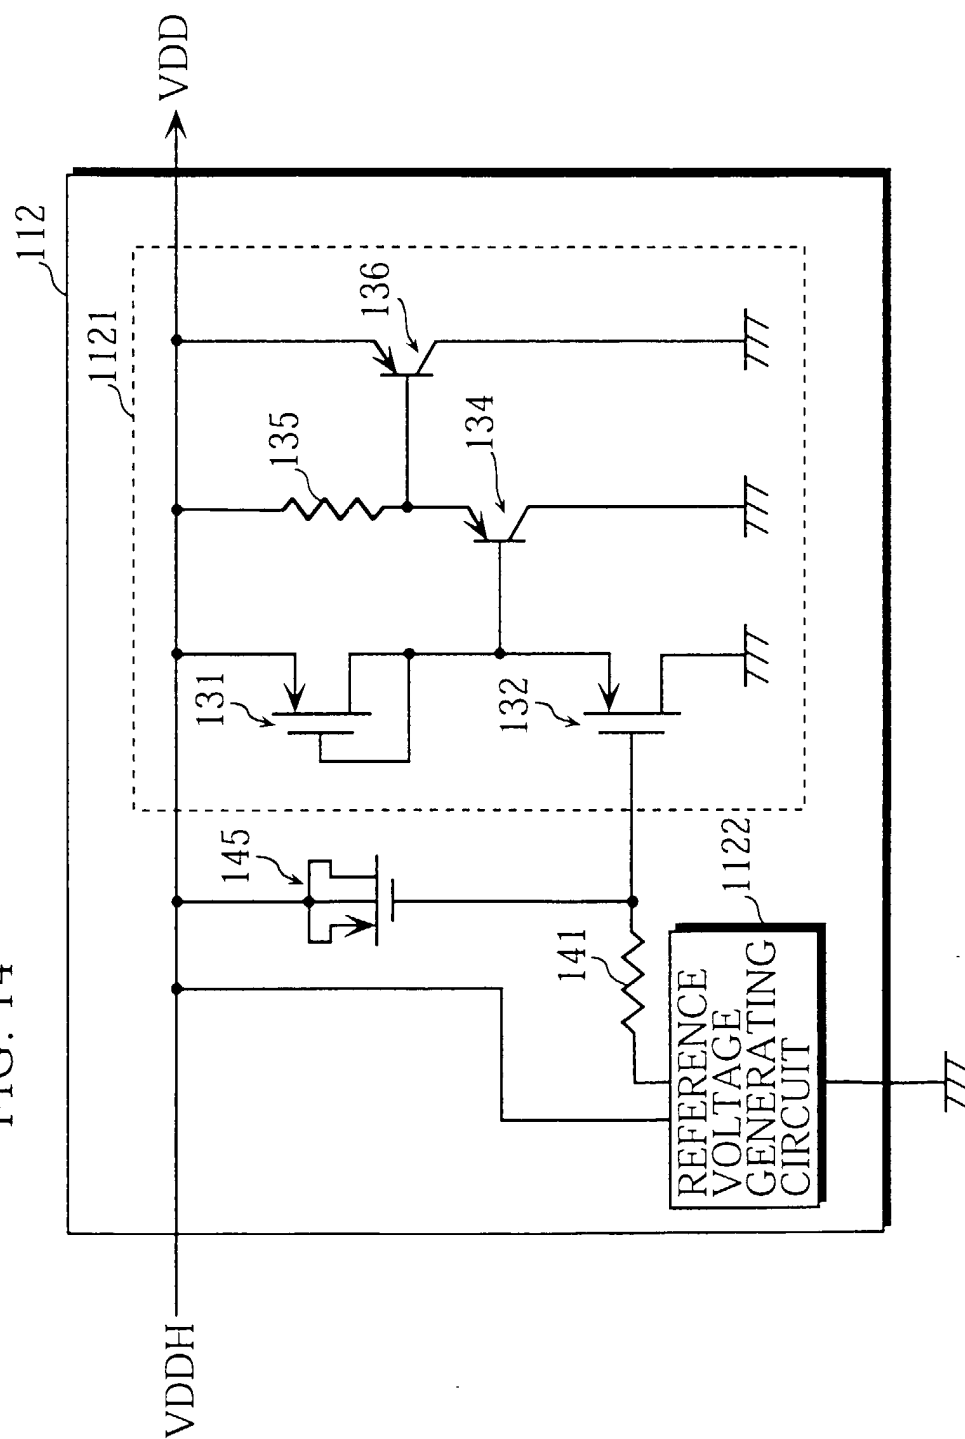 FIG. 14
112
1121
VDDH
VDD
145
131
135
136
134
132
141
1122
REFERENCE
VOLTAGE
GENERATING
CIRCUIT